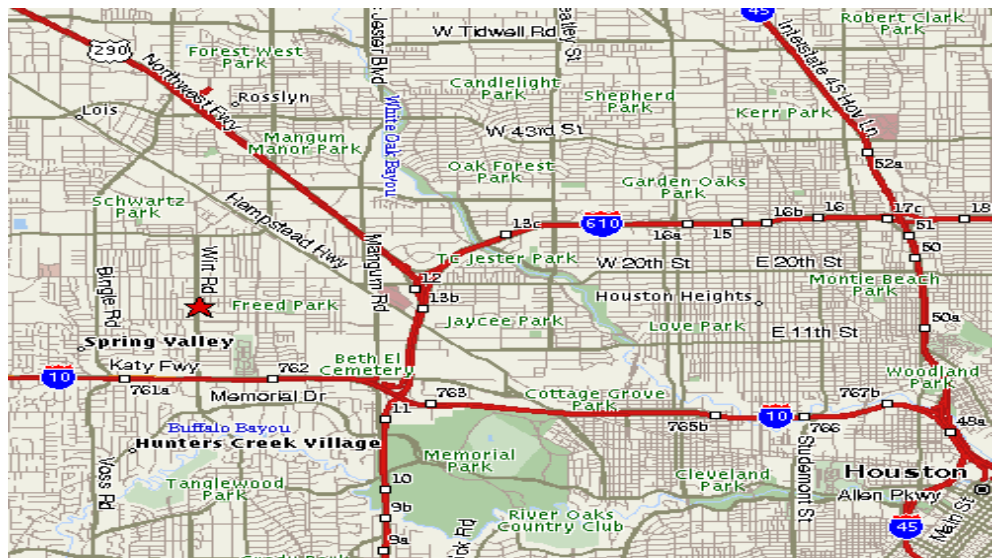 45
Robert Clark
Park
290
Forest West
Park
W Tidwell Rd
Interstate 45 Hov Ln
Northwest Fwy
Rosslyn
Candlelight
Park
Shepherd
Park
Kerr Park
Lois
Mangum
Manor Park
White Oak Bayou
W 43rd St
52a
Oak Forest
Park
Garden Oaks
Park
Schwartz
Park
Hempstead Hwy
13c
610
16a
15
16b
16
17c
18
51
50
Mangum Rd
TC Jester Park
W 20th St
E 20th St
Witt Rd
Bingle Rd
12
13b
Montie Beach
Park
Freed Park
Houston Heights
Jaycee Park
Love Park
E 11th St
50a
Spring Valley
Beth El
Cemetery
Katy Fwy
762
10
761a
Memorial Dr
763
Cottage Grove
Park
767b
Woodland
Park
11
765b
10
766
48a
Buffalo Bayou
Hunters Creek Village
Memorial
Park
Studemont St
Houston
Voss Rd
Tanglewood
Park
10
Cleveland
Park
Allen Pkwy
9b
River Oaks
Country Club
45
Main St
9a